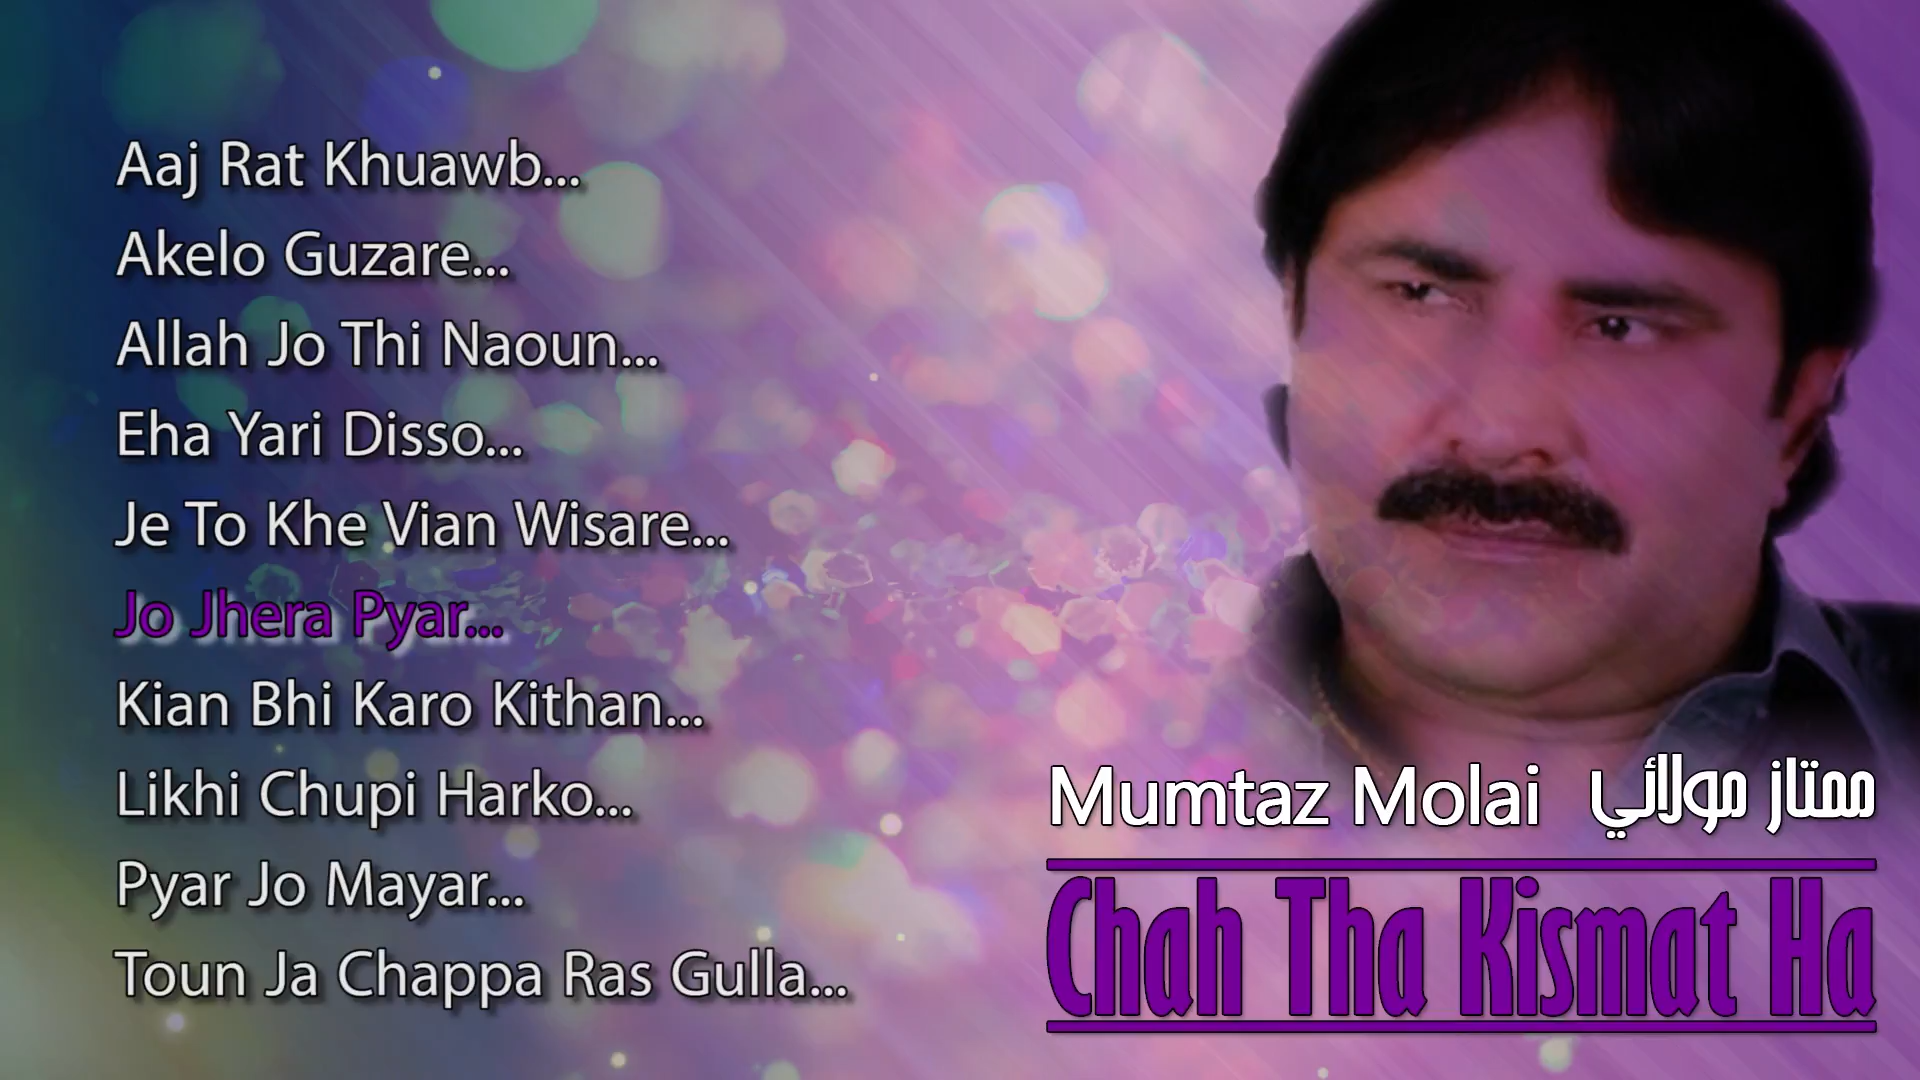 Aaj Rat Khuawb...
Akelo Guzare...
Allah Jo Thi Naoun...
Eha Yari Disso...
Je To Khe Vian Wisare...
Jo Jhera Pyar...
Kian Bhi Karo Kithan...
Likhi Chupi Harko...
Pyar Jo Mayar...
Toun Ja Chappa Ras Gulla...
Mumtaz Molai ممتاز مولائي
Chah Tha Kismat Ha